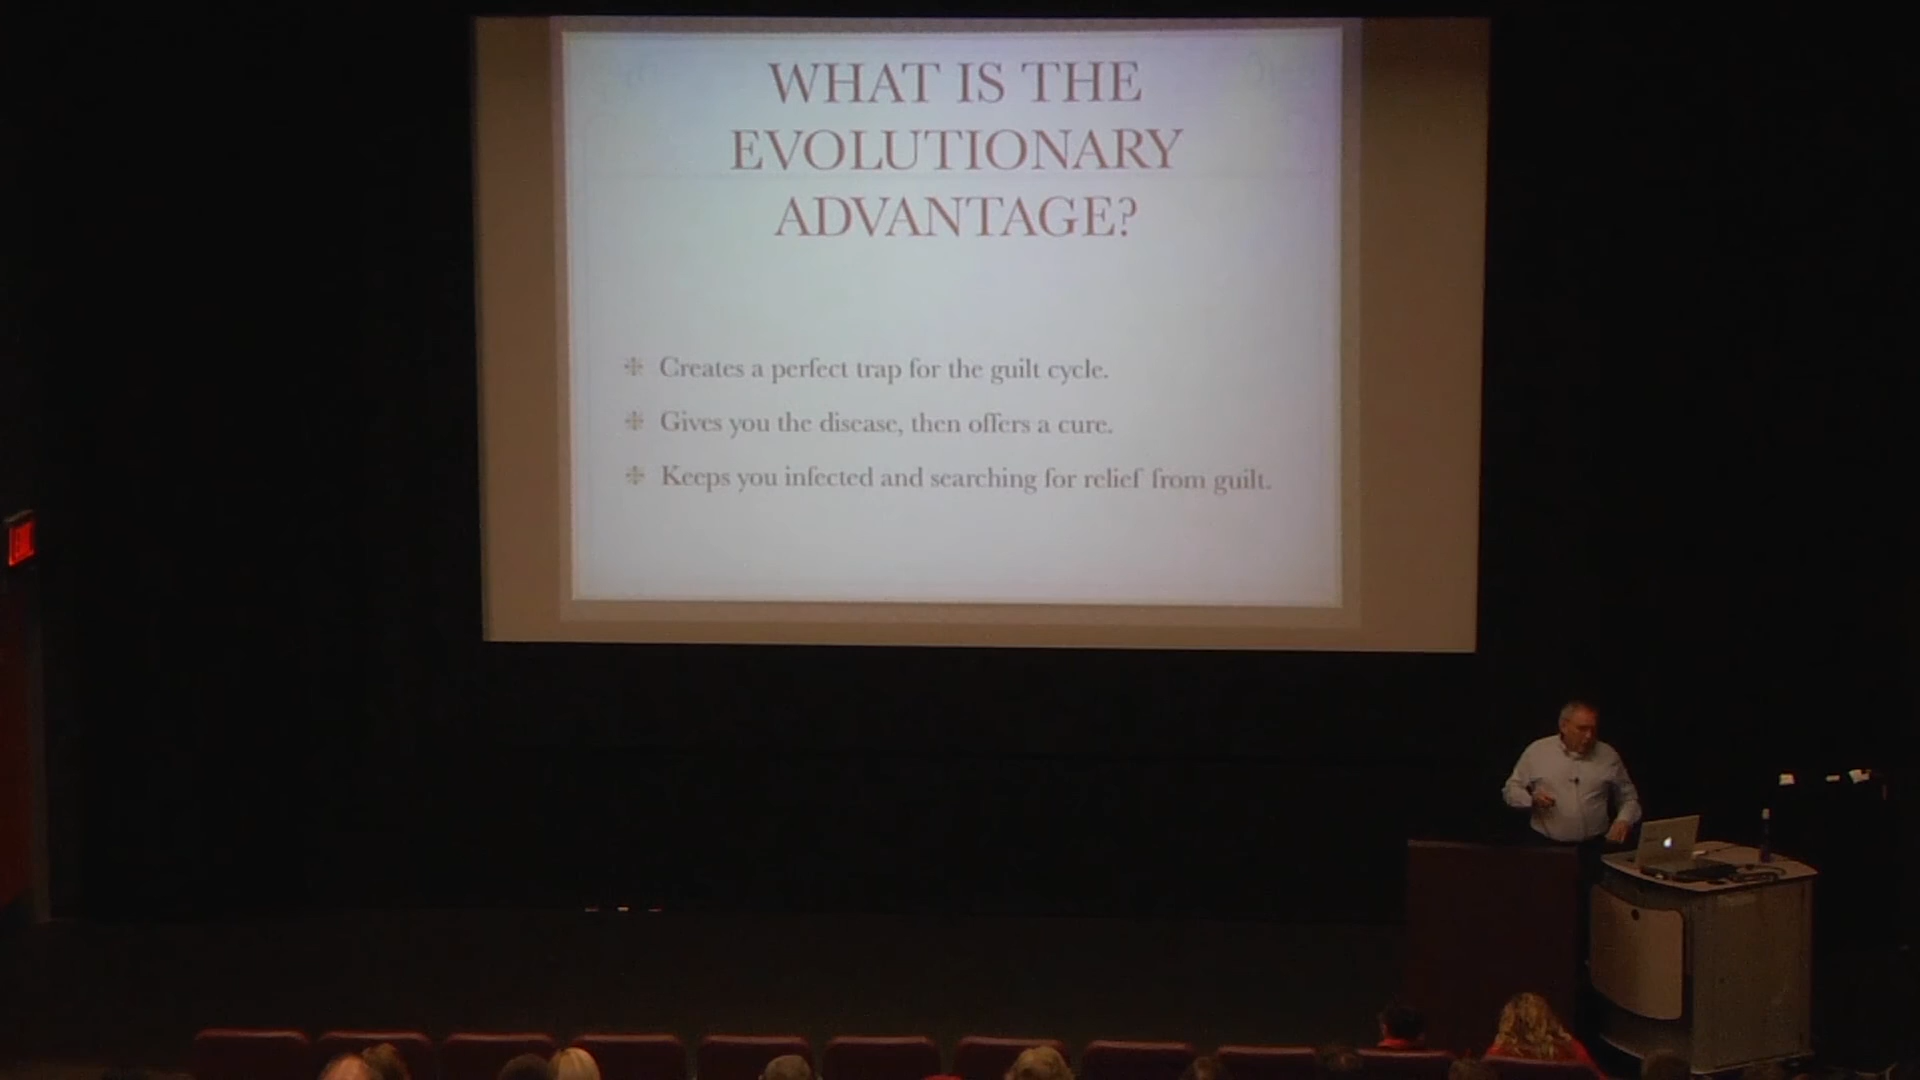 WHAT IS THE
EVOLUTIONARY
ADVANTAGE?
Creates a perfect trap for the guilt cycle.
Gives you the disease, then offers a cure.
Keeps you infected and searching for relief from guilt.